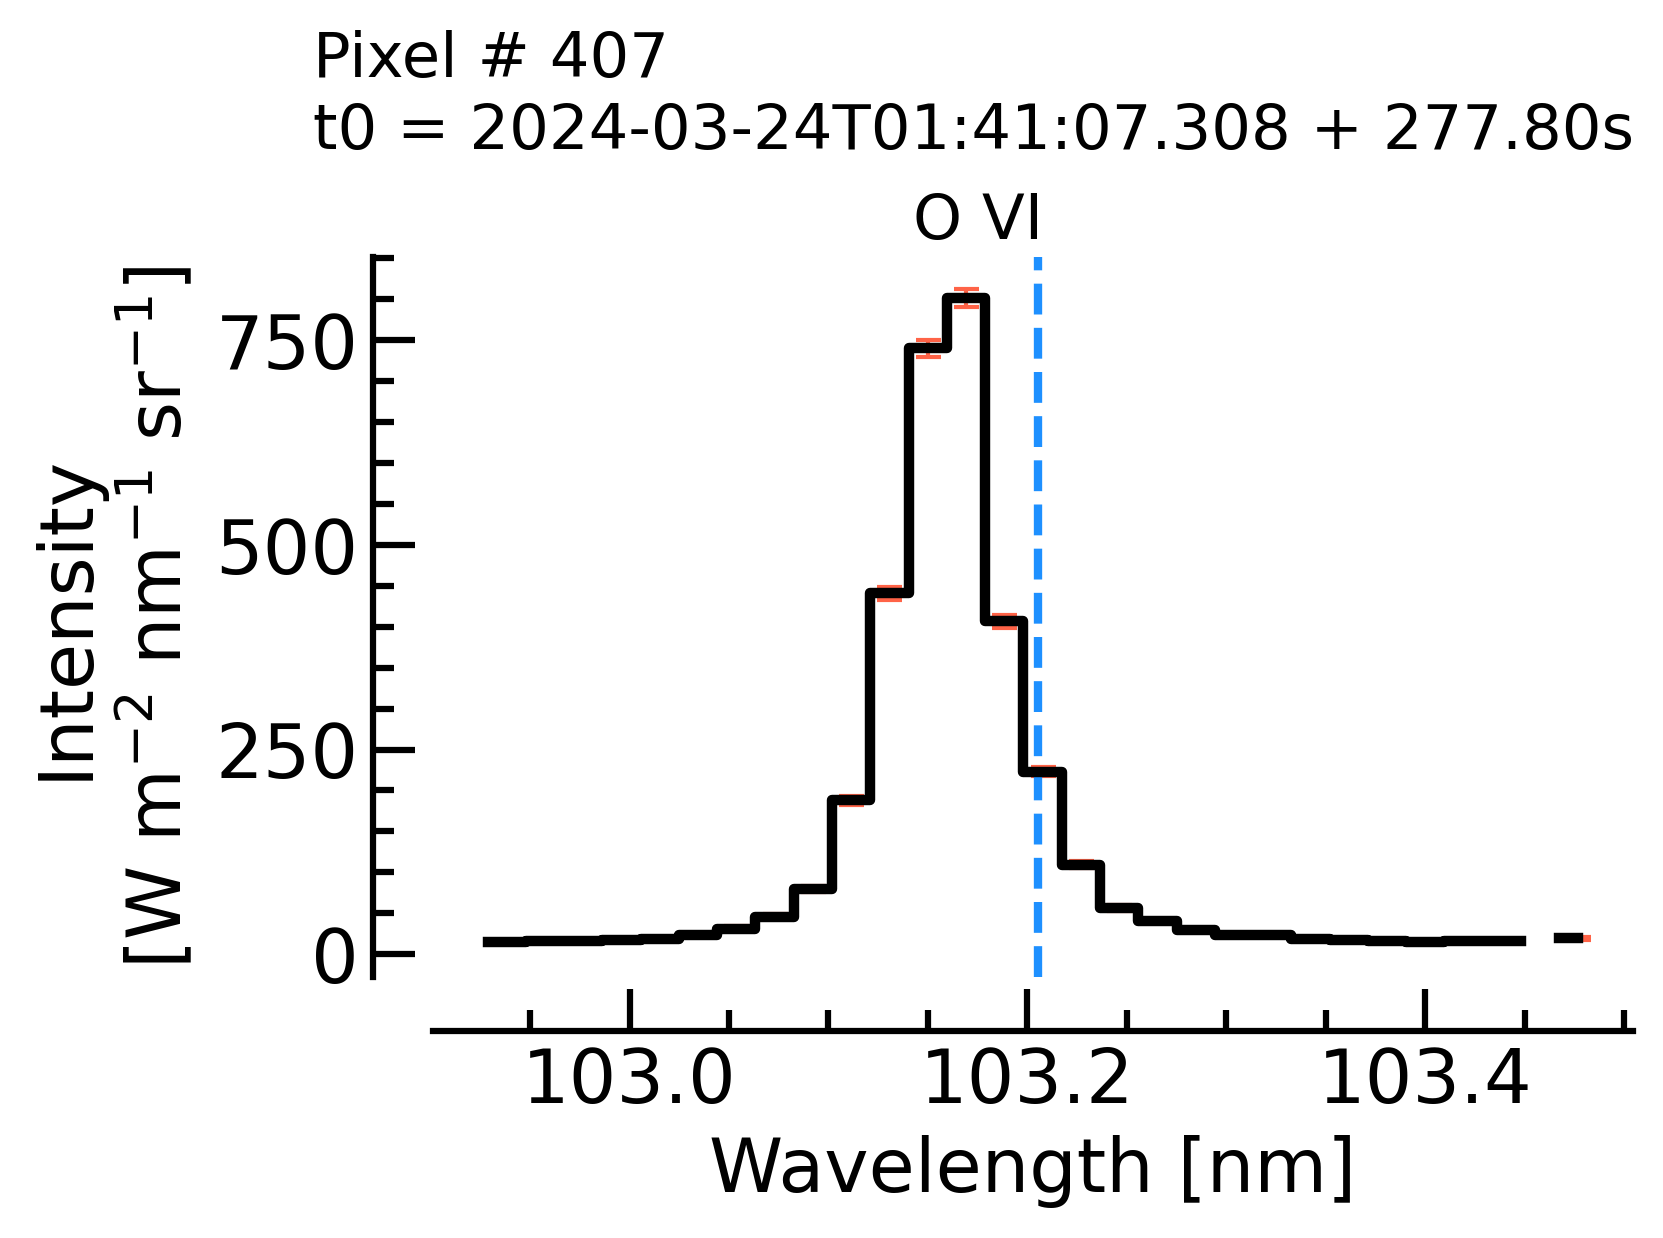 Pixel # 407
t0 = 2024-03-24T01:41:07.308 + 277.80s
O VI
Intensity
[W m⁻² nm⁻¹ sr⁻¹]
750
500
250
0
103.0 103.2 103.4
Wavelength [nm]